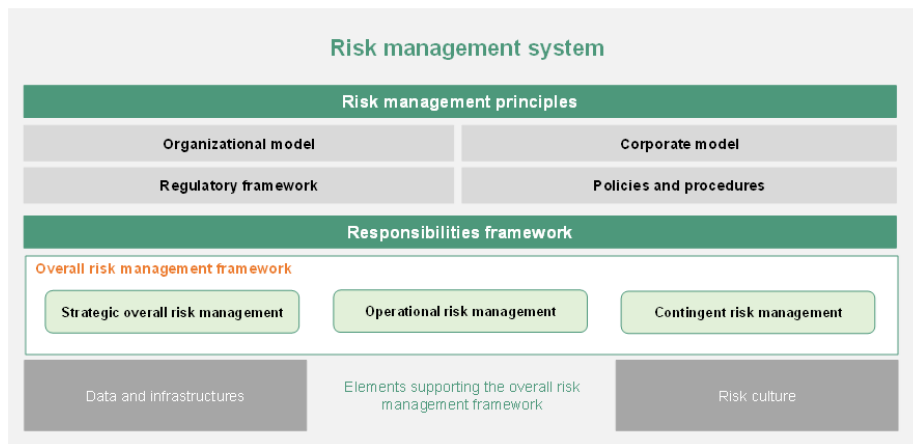 Risk management system
Risk management principles
Organizational model
Corporate model
Regulatory framework
Policies and procedures
Responsibilities framework
Overall risk management framework
Strategic overall risk management
Operational risk management
Contingent risk management
Data and infrastructures
Elements supporting the overall risk
management framework
Risk culture